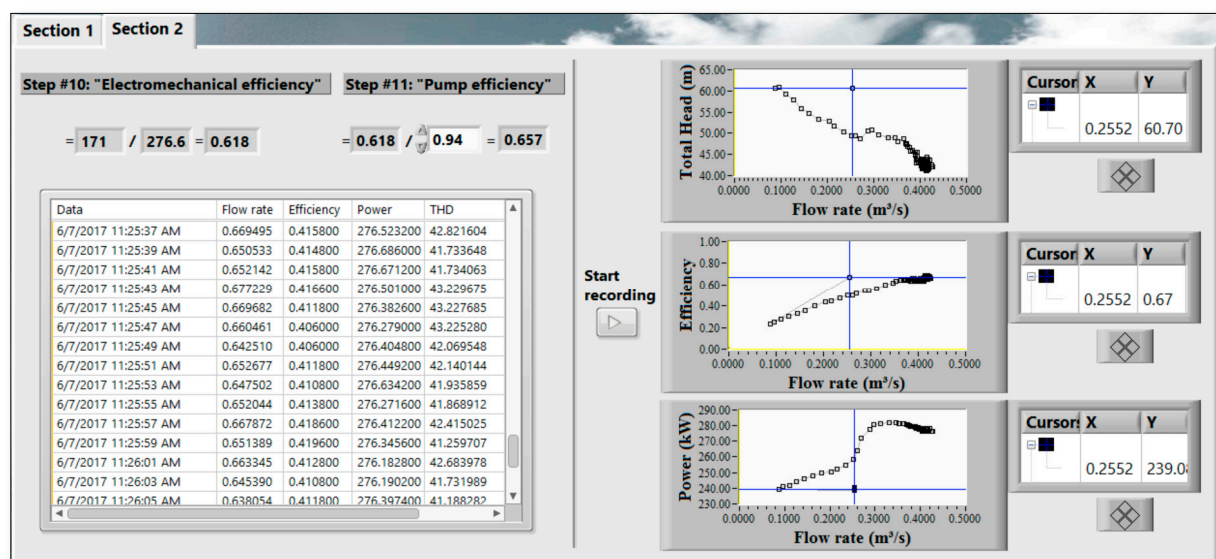 Section 1
Section 2
Step #10: "Electromechanical efficiency"
Step #11: "Pump efficiency"
= 171 / 276.6 = 0.618
= 0.618 / 0.94 = 0.657
Data Flow rate Efficiency Power THD
6/7/2017 11:25:37 AM 0.669495 0.415800 276.523200 42.821604
6/7/2017 11:25:39 AM 0.650533 0.414800 276.686000 41.733648
6/7/2017 11:25:41 AM 0.652142 0.415800 276.671200 41.734063
6/7/2017 11:25:43 AM 0.677229 0.416600 276.501000 43.229675
6/7/2017 11:25:45 AM 0.669682 0.411800 276.382600 43.227685
6/7/2017 11:25:47 AM 0.660461 0.406000 276.279000 43.225280
6/7/2017 11:25:49 AM 0.642510 0.406000 276.404800 42.069548
6/7/2017 11:25:51 AM 0.652677 0.411800 276.449200 42.140144
6/7/2017 11:25:53 AM 0.647502 0.410800 276.634200 41.935859
6/7/2017 11:25:55 AM 0.652044 0.413800 276.271600 41.868912
6/7/2017 11:25:57 AM 0.667872 0.418600 276.412200 42.415025
6/7/2017 11:25:59 AM 0.651389 0.419600 276.345600 41.259707
6/7/2017 11:26:01 AM 0.663345 0.412800 276.182800 42.683978
6/7/2017 11:26:03 AM 0.645390 0.410800 276.190200 41.731989
6/7/2017 11:26:05 AM 0.638054 0.411800 276.397400 41.188282
Start
recording
Total Head (m)
65.00
60.00
55.00
50.00
45.00
40.00
0.0000 0.1000 0.2000 0.3000 0.4000 0.5000
Flow rate (m³/s)
Cursor X Y
0.2552 60.70
Efficiency
1.00
0.80
0.60
0.40
0.20
0.00
0.0000 0.1000 0.2000 0.3000 0.4000 0.5000
Flow rate (m³/s)
Cursor X Y
0.2552 0.67
Power (kW)
290.00
280.00
270.00
260.00
250.00
240.00
230.00
0.0000 0.1000 0.2000 0.3000 0.4000 0.5000
Flow rate (m³/s)
Cursors X Y
0.2552